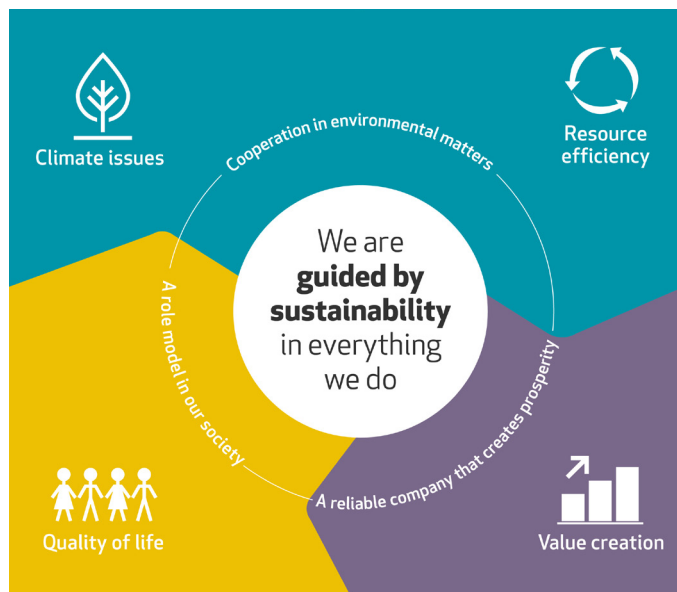 Climate issues
Resource
efficiency
Cooperation in environmental matters
We are
guided by
sustainability
in everything
we do
A role model in our society
A reliable company that creates prosperity
Quality of life
Value creation